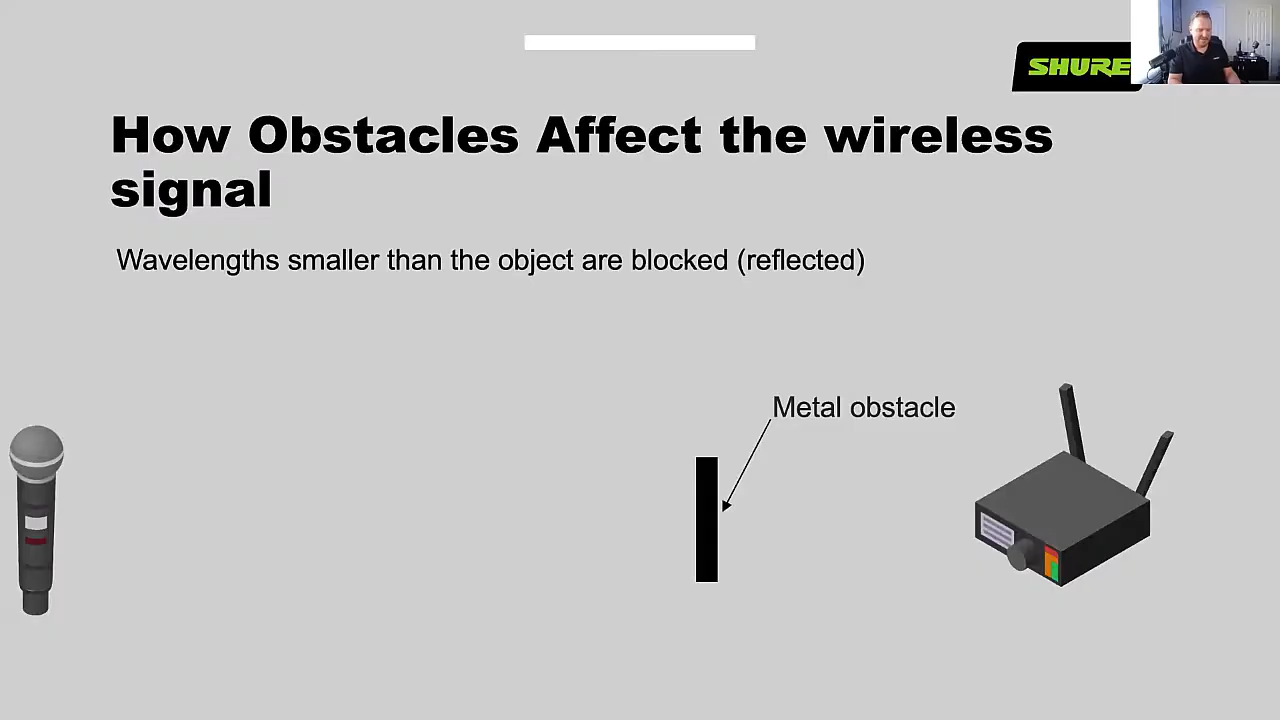 SHURE
How Obstacles Affect the wireless
signal
Wavelengths smaller than the object are blocked (reflected)
Metal obstacle